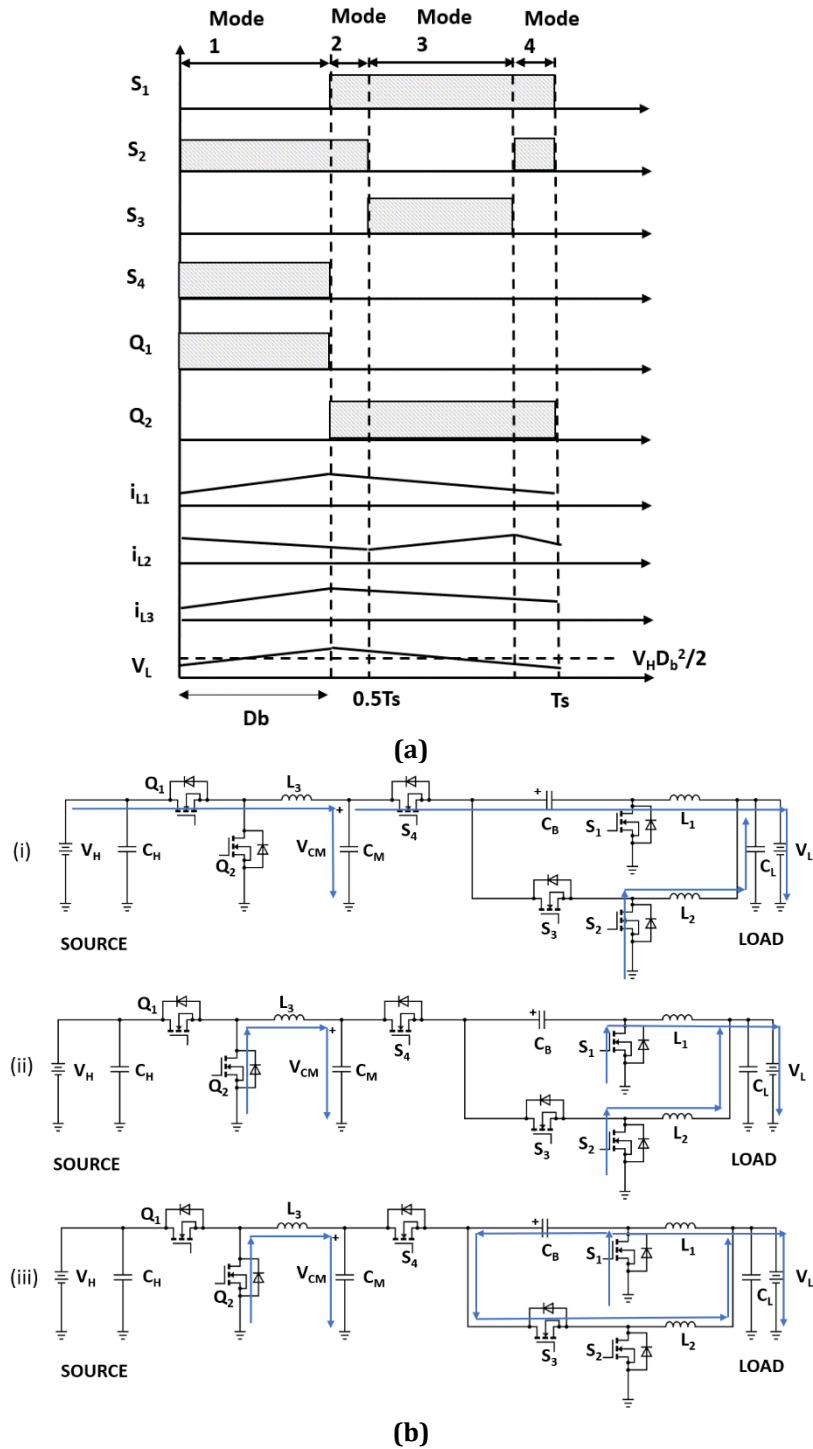 Mode 1 Mode 2 Mode 3 Mode 4
S1
S2
S3
S4
Q1
Q2
iL1
iL2
iL3
VL VHDb²/2
Db 0.5Ts Ts
(a)
(i) Q1 L3 S4 + CB S1 L1
VH CH Q2 VCM + CM CL VL
S3 S2 L2
SOURCE LOAD
(ii) Q1 L3 S4 + CB S1 L1
VH CH Q2 VCM + CM CL VL
S3 S2 L2
SOURCE LOAD
(iii) Q1 L3 S4 + CB S1 L1
VH CH Q2 VCM + CM CL VL
S3 S2 L2
SOURCE LOAD
(b)